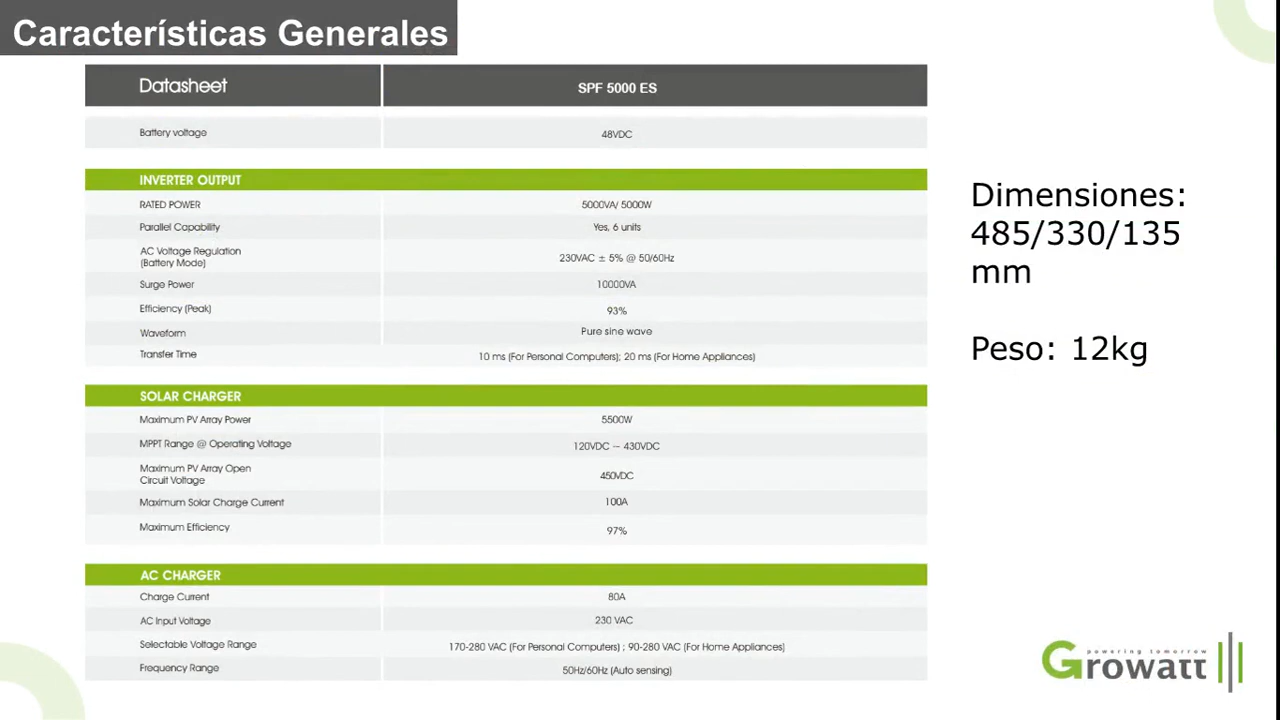 Características Generales
Datasheet SPF 5000 ES
Battery voltage 48VDC
INVERTER OUTPUT
RATED POWER 5000VA/ 5000W
Parallel Capability Yes, 6 units
AC Voltage Regulation
(Battery Mode) 230VAC ± 5% @ 50/60Hz
Surge Power 10000VA
Efficiency (Peak) 93%
Waveform Pure sine wave
Transfer Time 10 ms (For Personal Computers); 20 ms (For Home Appliances)
SOLAR CHARGER
Maximum PV Array Power 5500W
MPPT Range @ Operating Voltage 120VDC ~ 430VDC
Maximum PV Array Open
Circuit Voltage 450VDC
Maximum Solar Charge Current 100A
Maximum Efficiency 97%
AC CHARGER
Charge Current 80A
AC Input Voltage 230 VAC
Selectable Voltage Range 170-280 VAC (For Personal Computers) ; 90-280 VAC (For Home Appliances)
Frequency Range 50Hz/60Hz (Auto sensing)
Dimensiones:
485/330/135
mm
Peso: 12kg
powering tomorrow
Growatt